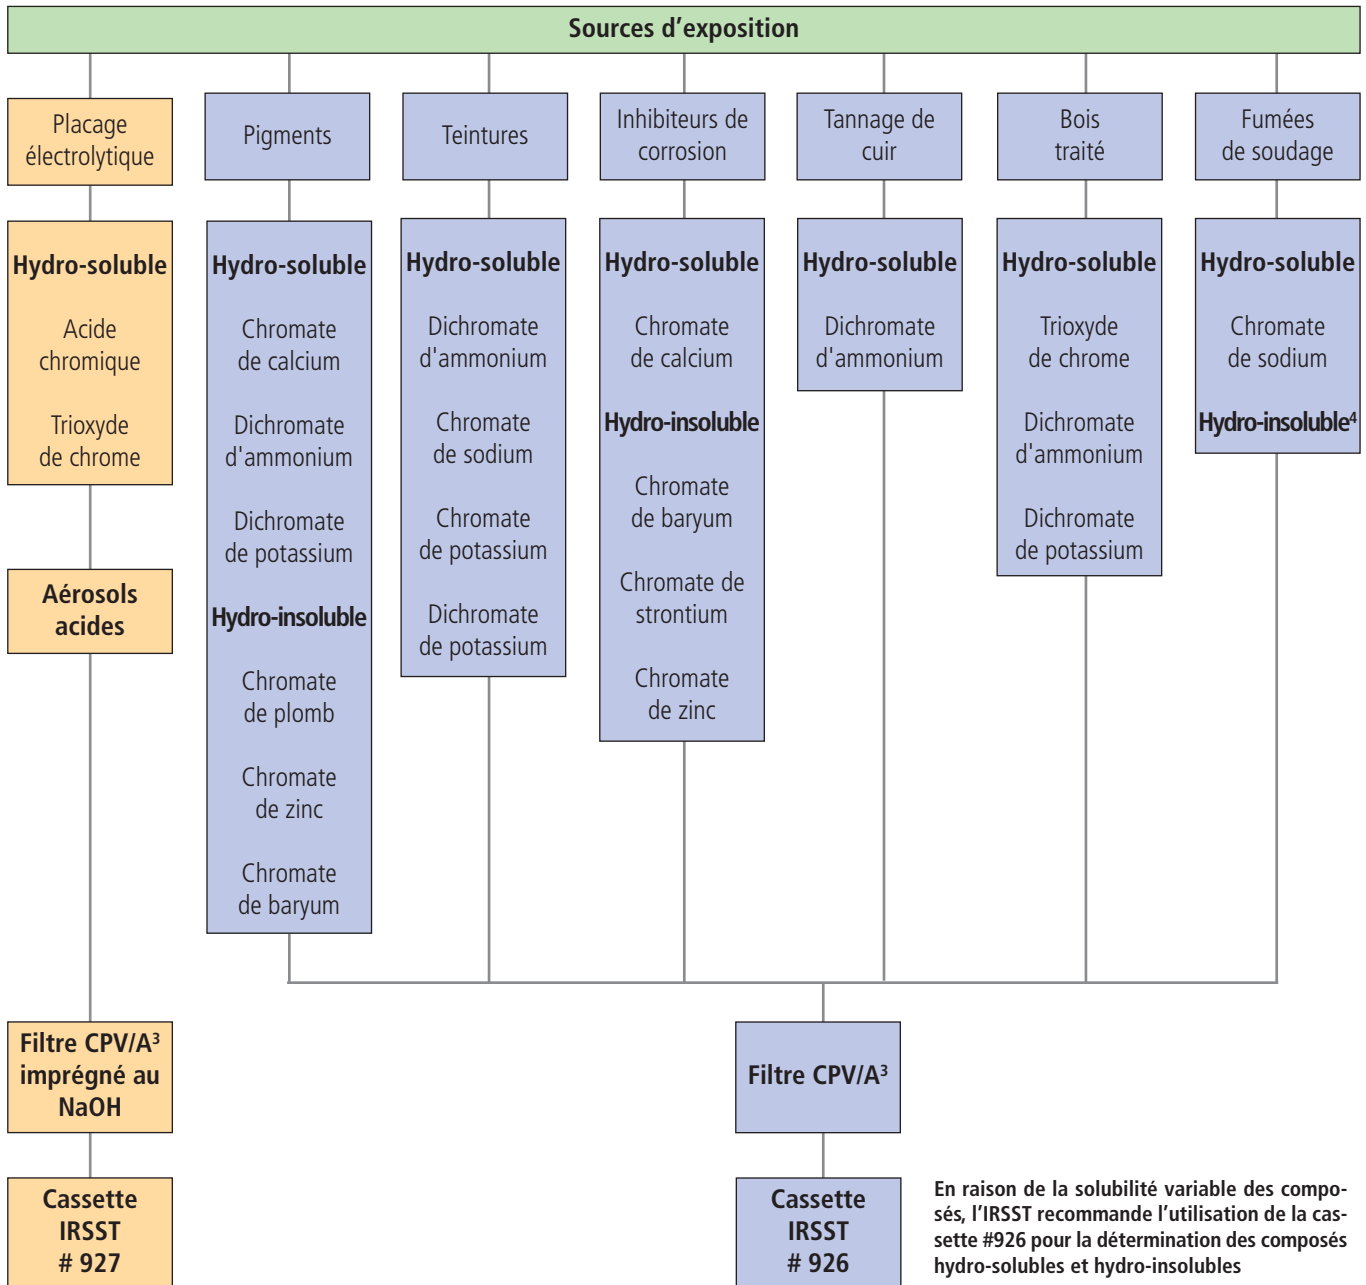 Sources d'exposition
Placage
électrolytique
Pigments
Teintures
Inhibiteurs de
corrosion
Tannage de
cuir
Bois
traité
Fumées
de soudage
Hydro-soluble
Acide
chromique
Trioxyde
de chrome
Aérosols
acides
Hydro-soluble
Chromate
de calcium
Dichromate
d'ammonium
Dichromate
de potassium
Hydro-insoluble
Chromate
de plomb
Chromate
de zinc
Chromate
de baryum
Hydro-soluble
Dichromate
d'ammonium
Chromate
de sodium
Chromate
de potassium
Dichromate
de potassium
Hydro-soluble
Chromate
de calcium
Hydro-insoluble
Chromate
de baryum
Chromate de
strontium
Chromate
de zinc
Hydro-soluble
Dichromate
d'ammonium
Hydro-soluble
Trioxyde
de chrome
Dichromate
d'ammonium
Dichromate
de potassium
Hydro-soluble
Chromate
de sodium
Hydro-insoluble⁴
Filtre CPV/A³
imprégné au
NaOH
Filtre CPV/A³
Cassette
IRSST
# 927
Cassette
IRSST
# 926
En raison de la solubilité variable des compo-
sés, l'IRSST recommande l'utilisation de la cas-
sette #926 pour la détermination des composés
hydro-solubles et hydro-insolubles